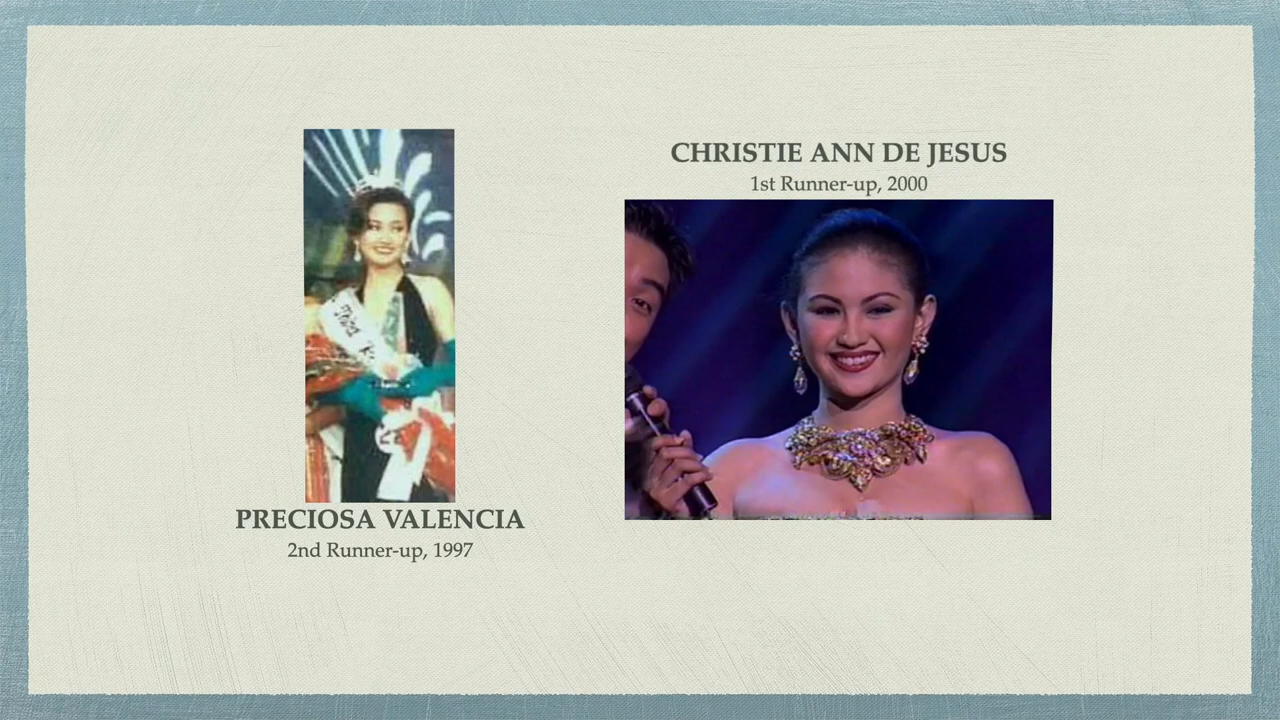 PRECIOSA VALENCIA
2nd Runner-up, 1997
CHRISTIE ANN DE JESUS
1st Runner-up, 2000